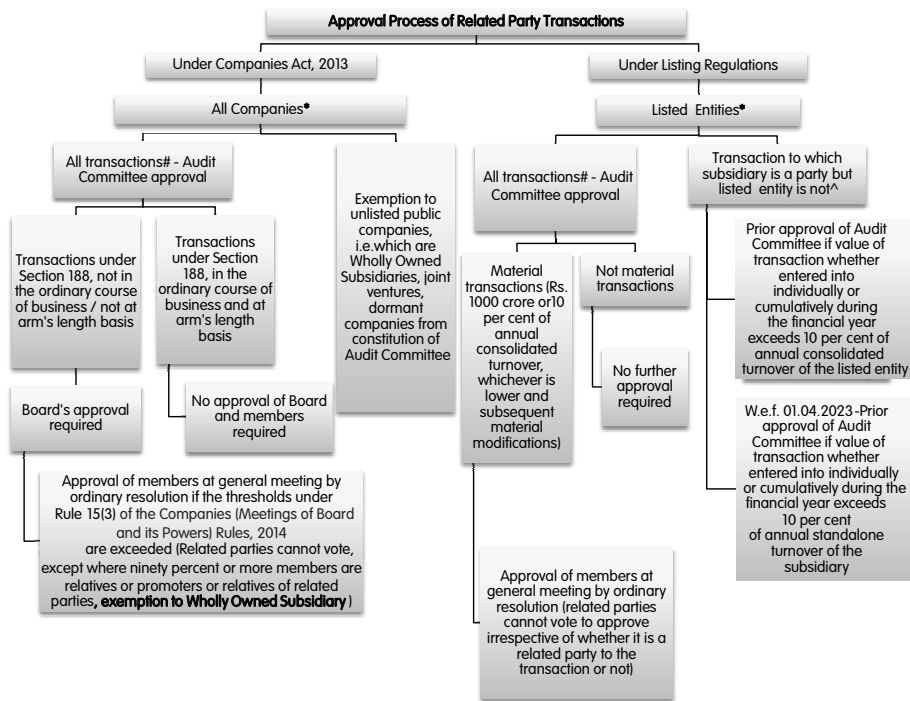 Approval Process of Related Party Transactions
Under Companies Act, 2013
Under Listing Regulations
All Companies*
Listed Entities*
All transactions# - Audit
Committee approval
Transactions under
Section 188, not in
the ordinary course
of business / not at
arm's length basis
Board's approval
required
Approval of members at general meeting by
ordinary resolution if the thresholds under
Rule 15(3) of the Companies (Meetings of Board
and its Powers) Rules, 2014
are exceeded (Related parties cannot vote,
except where ninety percent or more members are
relatives or promoters or relatives of related
parties, exemption to Wholly Owned Subsidiary)
Transactions
under Section
188, in the
ordinary course of
business and at
arm's length
basis
No approval of Board
and members
required
Exemption to
unlisted public
companies,
i.e.which are
Wholly Owned
Subsidiaries, joint
ventures,
dormant
companies from
constitution of
Audit Committee
All transactions# - Audit
Committee approval
Material
transactions (Rs.
1000 crore or10
per cent of
annual
consolidated
turnover,
whichever is
lower and
subsequent
material
modifications)
Approval of members at
general meeting by ordinary
resolution (related parties
cannot vote to approve
irrespective of whether it is a
related party to the
transaction or not)
Not material
transactions
No further
approval
required
Transaction to which
subsidiary is a party but
listed entity is not^
Prior approval of Audit
Committee if value of
transaction whether
entered into
individually or
cumulatively during
the financial year
exceeds 10 per cent of
annual consolidated
turnover of the listed entity
W.e.f. 01.04.2023-Prior
approval of Audit
Committee if value of
transaction whether
entered into individually
or cumulatively during the
financial year exceeds
10 per cent
of annual standalone
turnover of the
subsidiary